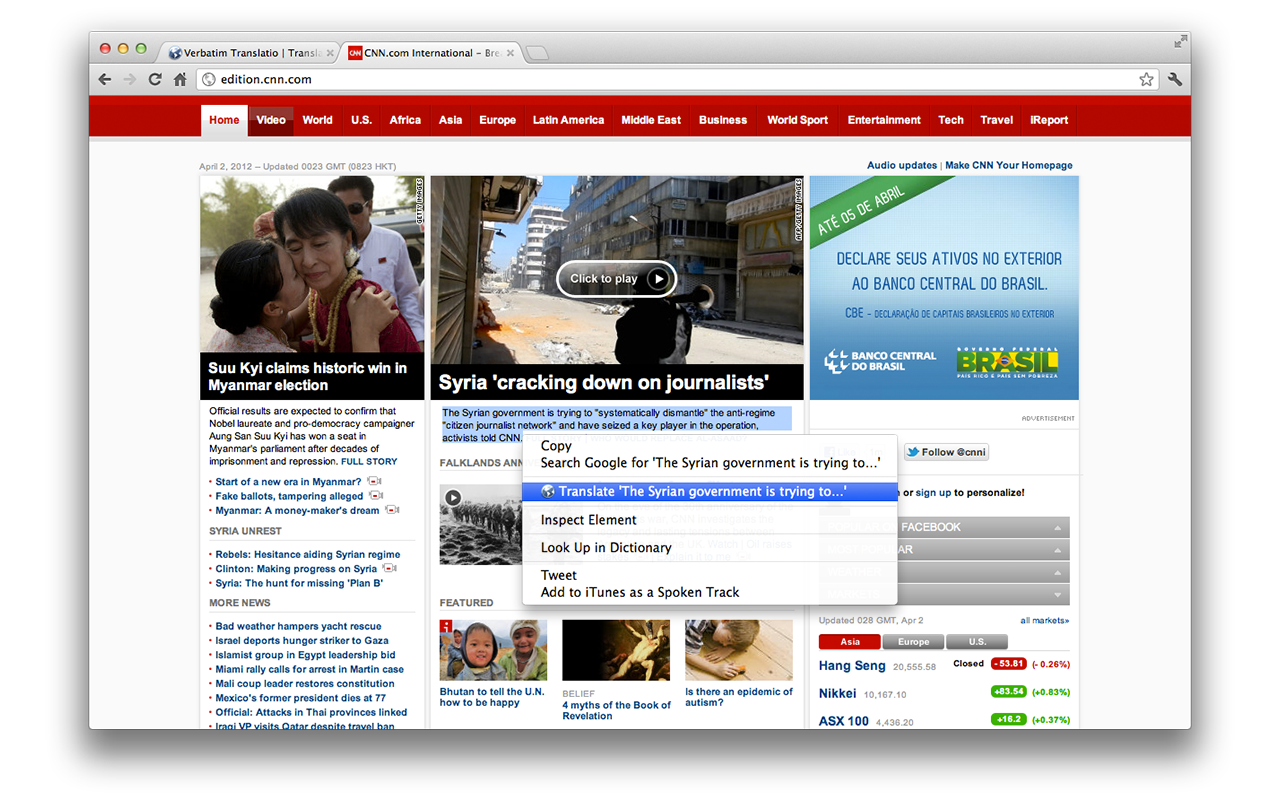 Verbatim Translatio | Transl
CNN CNN.com International – Bre
edition.cnn.com
Home Video World U.S. Africa Asia Europe Latin America Middle East Business World Sport Entertainment Tech Travel iReport
April 2, 2012 – Updated 0023 GMT (0823 HKT)
Audio updates | Make CNN Your Homepage
GETTY IMAGES
Suu Kyi claims historic win in
Myanmar election
Official results are expected to confirm that
Nobel laureate and pro-democracy campaigner
Aung San Suu Kyi has won a seat in
Myanmar's parliament after decades of
imprisonment and repression. FULL STORY
Start of a new era in Myanmar?
Fake ballots, tampering alleged
Myanmar: A money-maker's dream
SYRIA UNREST
Rebels: Hesitance aiding Syrian regime
Clinton: Making progress on Syria
Syria: The hunt for missing 'Plan B'
MORE NEWS
Bad weather hampers yacht rescue
Israel deports hunger striker to Gaza
Islamist group in Egypt leadership bid
Miami rally calls for arrest in Martin case
Mali coup leader restores constitution
Mexico's former president dies at 77
Official: Attacks in Thai provinces linked
Iraqi VP visits Qatar despite travel ban
AFP/GETTY IMAGES
Click to play
Syria 'cracking down on journalists'
The Syrian government is trying to "systematically dismantle" the anti-regime
"citizen journalist network" and have seized a key player in the operation,
activists told CNN.
FALKLANDS ANN
Copy
Search Google for 'The Syrian government is trying to...'
Translate 'The Syrian government is trying to...'
Inspect Element
Look Up in Dictionary
Tweet
Add to iTunes as a Spoken Track
FEATURED
Bhutan to tell the U.N.
how to be happy
BELIEF
4 myths of the Book of
Revelation
Is there an epidemic of
autism?
ATÉ 05 DE ABRIL
DECLARE SEUS ATIVOS NO EXTERIOR
AO BANCO CENTRAL DO BRASIL.
CBE - DECLARAÇÃO DE CAPITAIS BRASILEIROS NO EXTERIOR
BANCO CENTRAL
DO BRASIL
GOVERNO FEDERAL
BRASIL
PAÍS RICO É PAÍS SEM POBREZA
ADVERTISEMENT
Follow @cnni
or sign up to personalize!
FACEBOOK
MOST POPULAR
WEATHER
Updated 028 GMT, Apr 2
all markets»
Asia Europe U.S.
Hang Seng 20,555.58 Closed -53.81 (- 0.26%)
Nikkei 10,167.10 +83.54 (+0.83%)
ASX 100 4,436.20 +16.2 (+0.37%)